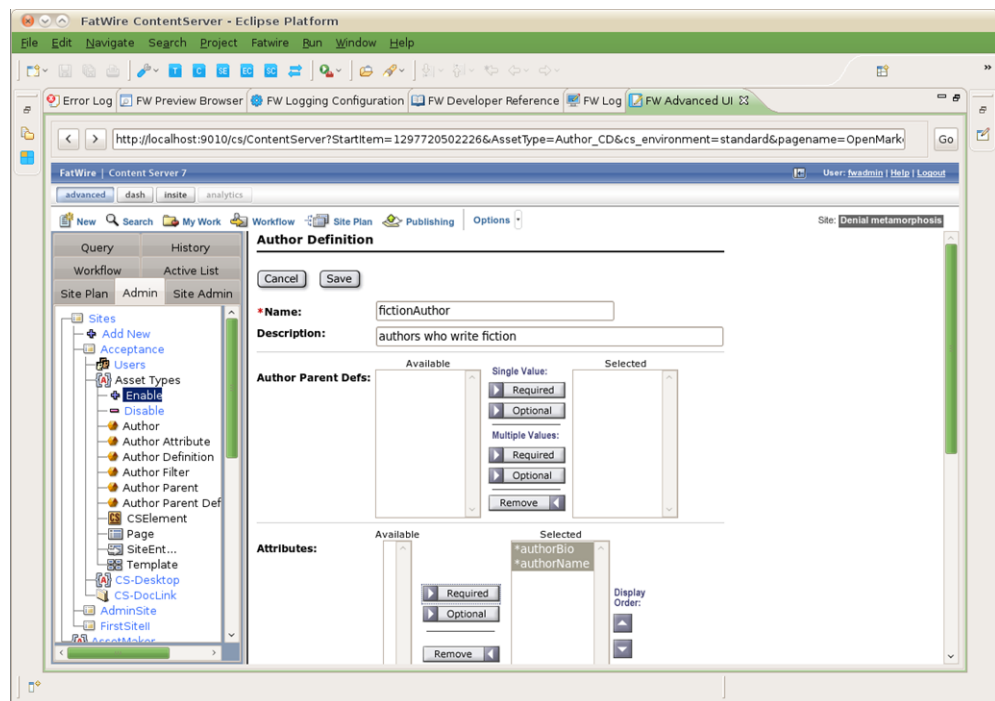 FatWire ContentServer - Eclipse Platform
File Edit Navigate Search Project Fatwire Run Window Help
Error Log FW Preview Browser FW Logging Configuration FW Developer Reference FW Log FW Advanced UI
http://localhost:9010/cs/ContentServer?StartItem=1297720502226&AssetType=Author_CD&cs_environment=standard&pagename=OpenMark Go
FatWire | Content Server 7 User: fwadmin | Help | Logout
advanced dash insite analytics
New Search My Work Workflow Site Plan Publishing Options Site: Denial metamorphosis
Query History
Workflow Active List
Site Plan Admin Site Admin
Sites
Add New
Acceptance
Users
Asset Types
Enable
Disable
Author
Author Attribute
Author Definition
Author Filter
Author Parent
Author Parent Def
CSElement
Page
SiteEnt...
Template
CS-Desktop
CS-DocLink
AdminSite
FirstSiteII
AssetMaker
Author Definition
Cancel Save
*Name: fictionAuthor
Description: authors who write fiction
Available Selected
Author Parent Defs:
Single Value:
Required
Optional
Multiple Values:
Required
Optional
Remove
Available Selected
Attributes:
*authorBio
*authorName
Required
Optional
Remove
Display
Order: